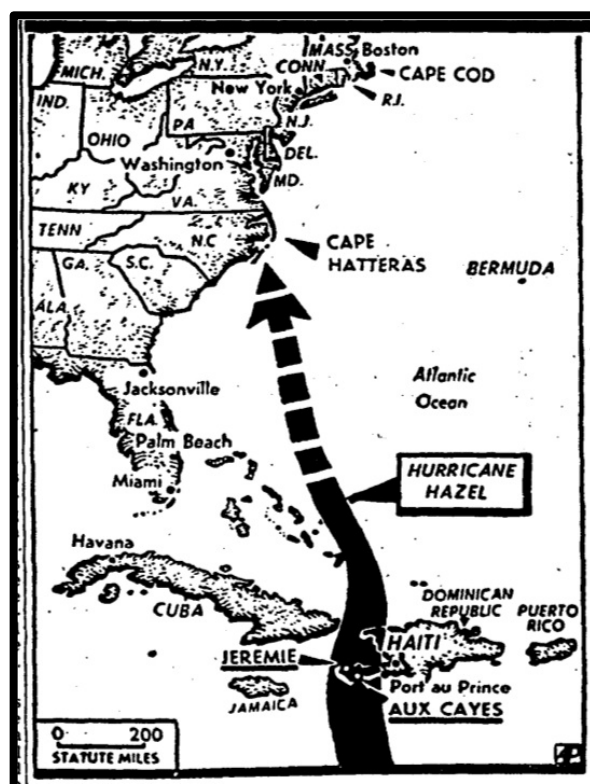 MASS.
Boston
N.Y.
CONN.
MICH.
CAPE COD
New York
R.I.
IND.
N.J.
PA
OHIO
DEL.
Washington
MD.
KY
VA.
TENN
N.C
CAPE
HATTERAS
GA.
S.C.
BERMUDA
ALA.
Atlantic
Ocean
Jacksonville
FLA.
Palm Beach
HURRICANE
HAZEL
Miami
Havana
DOMINICAN
REPUBLIC
PUERTO
RICO
CUBA
HAITI
JEREMIE
Port au Prince
JAMAICA
AUX CAYES
0 200
STATUTE MILES
AP